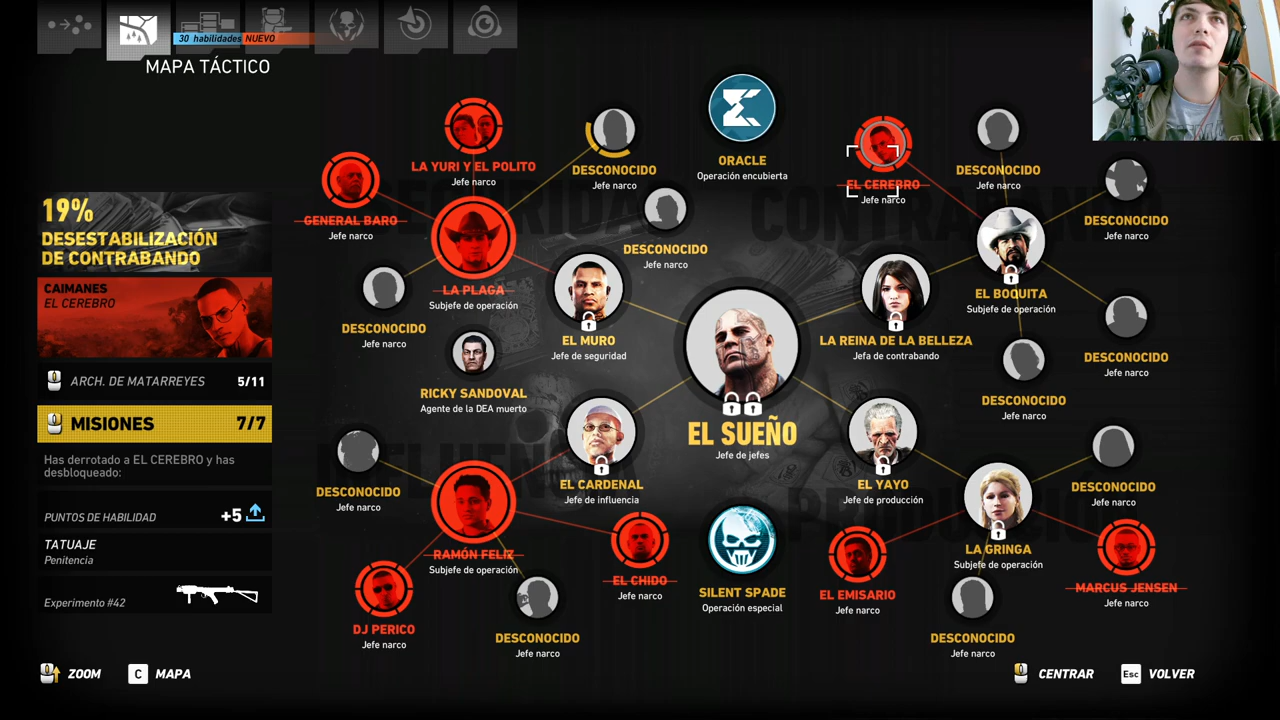 30 habilidades NUEVO
MAPA TÁCTICO
19%
DESESTABILIZACIÓN
DE CONTRABANDO
CAIMANES
EL CEREBRO
ARCH. DE MATARREYES 5/11
MISIONES 7/7
Has derrotado a EL CEREBRO y has
desbloqueado:
PUNTOS DE HABILIDAD +5
TATUAJE
Penitencia
Experimento #42
LA YURI Y EL POLITO
Jefe narco
DESCONOCIDO
Jefe narco
ORACLE
Operación encubierta
EL CEREBRO
Jefe narco
DESCONOCIDO
Jefe narco
GENERAL BARO
Jefe narco
DESCONOCIDO
Jefe narco
DESCONOCIDO
Jefe narco
LA PLAGA
Subjefe de operación
EL BOQUITA
Subjefe de operación
DESCONOCIDO
Jefe narco
EL MURO
Jefe de seguridad
LA REINA DE LA BELLEZA
Jefa de contrabando
DESCONOCIDO
Jefe narco
RICKY SANDOVAL
Agente de la DEA muerto
DESCONOCIDO
Jefe narco
EL SUEÑO
Jefe de jefes
DESCONOCIDO
Jefe narco
EL CARDENAL
Jefe de influencia
EL YAYO
Jefe de producción
DESCONOCIDO
Jefe narco
RAMÓN FELIZ
Subjefe de operación
LA GRINGA
Subjefe de operación
EL CHIDO
Jefe narco
SILENT SPADE
Operación especial
EL EMISARIO
Jefe narco
MARCUS JENSEN
Jefe narco
DJ PERICO
Jefe narco
DESCONOCIDO
Jefe narco
DESCONOCIDO
Jefe narco
SEGURIDAD
CONTRABANDO
INFLUENCIA
PRODUCCIÓN
ZOOM
C MAPA
CENTRAR
Esc VOLVER